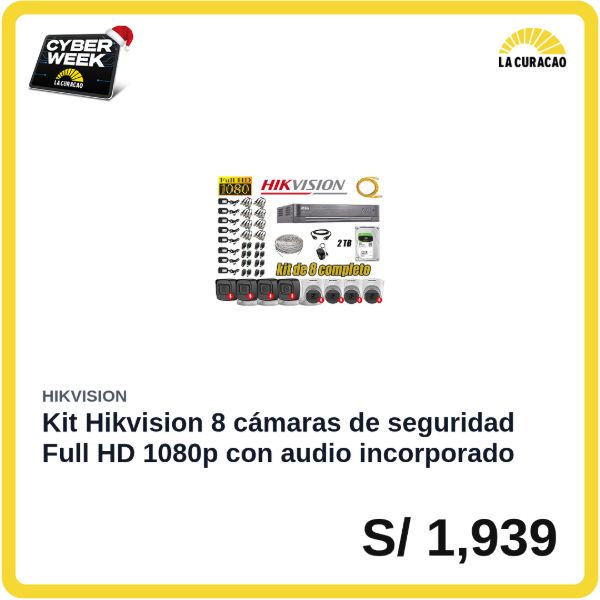 CYBER
WEEK
LA CURACAO
LA CURACAO
Full HD
1080
HIKVISION
2 TB
kit de 8 completo
HIKVISION
Kit Hikvision 8 cámaras de seguridad
Full HD 1080p con audio incorporado
S/ 1,939